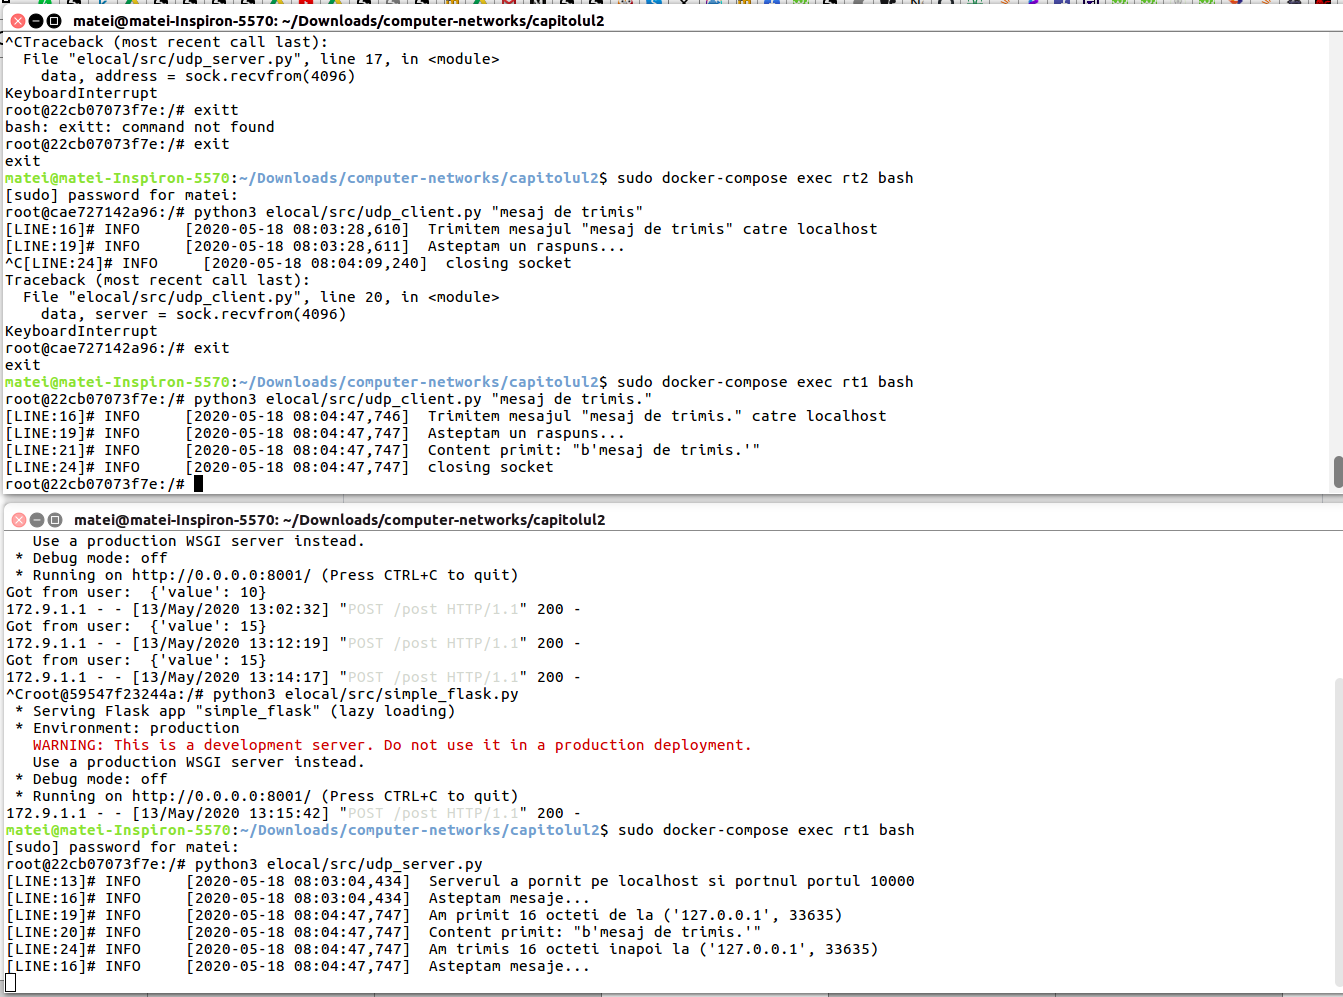 matei@matei-Inspiron-5570: ~/Downloads/computer-networks/capitolul2
^CTraceback (most recent call last):
  File "elocal/src/udp_server.py", line 17, in <module>
    data, address = sock.recvfrom(4096)
KeyboardInterrupt
root@22cb07073f7e:/# exitt
bash: exitt: command not found
root@22cb07073f7e:/# exit
exit
matei@matei-Inspiron-5570:~/Downloads/computer-networks/capitolul2$ sudo docker-compose exec rt2 bash
[sudo] password for matei:
root@cae727142a96:/# python3 elocal/src/udp_client.py "mesaj de trimis"
[LINE:16]# INFO     [2020-05-18 08:03:28,610]  Trimitem mesajul "mesaj de trimis" catre localhost
[LINE:19]# INFO     [2020-05-18 08:03:28,611]  Asteptam un raspuns...
^C[LINE:24]# INFO     [2020-05-18 08:04:09,240]  closing socket
Traceback (most recent call last):
  File "elocal/src/udp_client.py", line 20, in <module>
    data, server = sock.recvfrom(4096)
KeyboardInterrupt
root@cae727142a96:/# exit
exit
matei@matei-Inspiron-5570:~/Downloads/computer-networks/capitolul2$ sudo docker-compose exec rt1 bash
root@22cb07073f7e:/# python3 elocal/src/udp_client.py "mesaj de trimis."
[LINE:16]# INFO     [2020-05-18 08:04:47,746]  Trimitem mesajul "mesaj de trimis." catre localhost
[LINE:19]# INFO     [2020-05-18 08:04:47,747]  Asteptam un raspuns...
[LINE:21]# INFO     [2020-05-18 08:04:47,747]  Content primit: "b'mesaj de trimis.'"
[LINE:24]# INFO     [2020-05-18 08:04:47,747]  closing socket
root@22cb07073f7e:/#
matei@matei-Inspiron-5570: ~/Downloads/computer-networks/capitolul2
   Use a production WSGI server instead.
 * Debug mode: off
 * Running on http://0.0.0.0:8001/ (Press CTRL+C to quit)
Got from user:  {'value': 10}
172.9.1.1 - - [13/May/2020 13:02:32] "POST /post HTTP/1.1" 200 -
Got from user:  {'value': 15}
172.9.1.1 - - [13/May/2020 13:12:19] "POST /post HTTP/1.1" 200 -
Got from user:  {'value': 15}
172.9.1.1 - - [13/May/2020 13:14:17] "POST /post HTTP/1.1" 200 -
^Croot@59547f23244a:/# python3 elocal/src/simple_flask.py
 * Serving Flask app "simple_flask" (lazy loading)
 * Environment: production
   WARNING: This is a development server. Do not use it in a production deployment.
   Use a production WSGI server instead.
 * Debug mode: off
 * Running on http://0.0.0.0:8001/ (Press CTRL+C to quit)
172.9.1.1 - - [13/May/2020 13:15:42] "POST /post HTTP/1.1" 200 -
matei@matei-Inspiron-5570:~/Downloads/computer-networks/capitolul2$ sudo docker-compose exec rt1 bash
[sudo] password for matei:
root@22cb07073f7e:/# python3 elocal/src/udp_server.py
[LINE:13]# INFO     [2020-05-18 08:03:04,434]  Serverul a pornit pe localhost si portnul portul 10000
[LINE:16]# INFO     [2020-05-18 08:03:04,434]  Asteptam mesaje...
[LINE:19]# INFO     [2020-05-18 08:04:47,747]  Am primit 16 octeti de la ('127.0.0.1', 33635)
[LINE:20]# INFO     [2020-05-18 08:04:47,747]  Content primit: "b'mesaj de trimis.'"
[LINE:24]# INFO     [2020-05-18 08:04:47,747]  Am trimis 16 octeti inapoi la ('127.0.0.1', 33635)
[LINE:16]# INFO     [2020-05-18 08:04:47,747]  Asteptam mesaje...